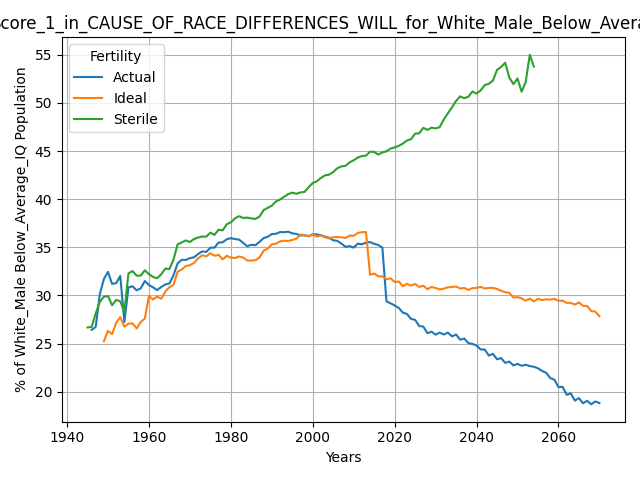 core_1_in_CAUSE_OF_RACE_DIFFERENCES_WILL_for_White_Male_Below_Avera
% of White_Male Below_Average_IQ Population
55
50
45
40
35
30
25
20
Fertility
Actual
Ideal
Sterile
1940 1960 1980 2000 2020 2040 2060
Years